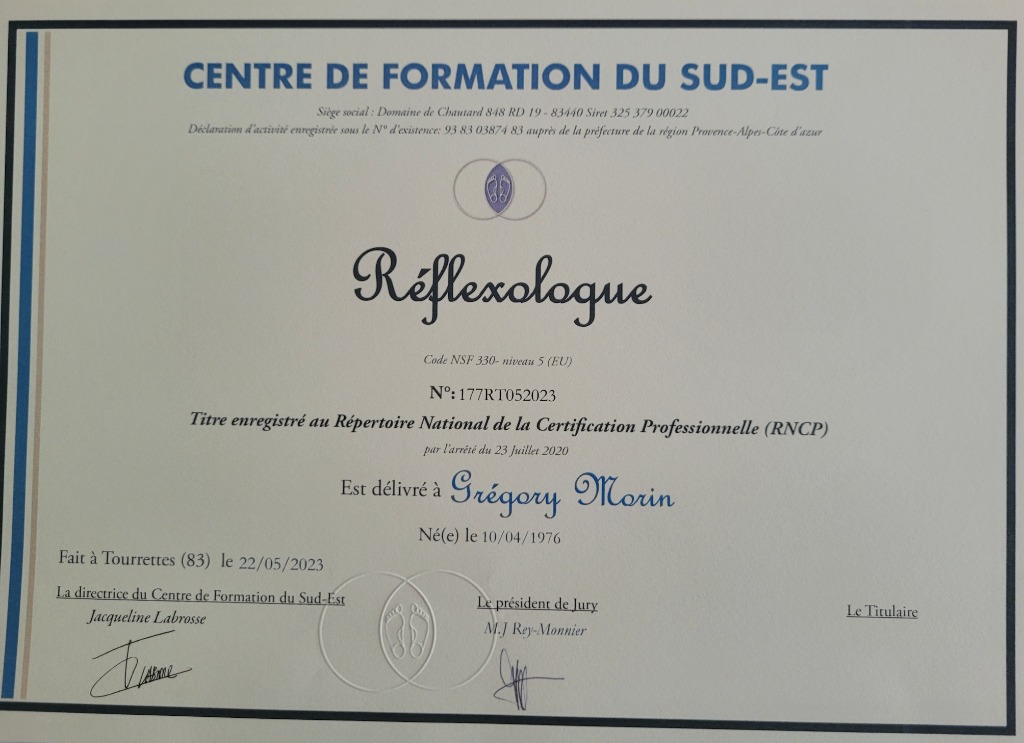 CENTRE DE FORMATION DU SUD-EST
Siège social : Domaine de Chautard 848 RD 19 - 83440 Siret 325 379 00022
Déclaration d'activité enregistrée sous le N° d'existence: 93 83 03874 83 auprès de la préfecture de la région Provence-Alpes-Côte d'azur
Réflexologue
Code NSF 330- niveau 5 (EU)
N°: 177RT052023
Titre enregistré au Répertoire National de la Certification Professionnelle (RNCP)
par l'arrêté du 23 Juillet 2020
Est délivré à Grégory Morin
Né(e) le 10/04/1976
Fait à Tourrettes (83) le 22/05/2023
La directrice du Centre de Formation du Sud-Est
Jacqueline Labrosse
Le président de Jury
M.J Rey-Monnier
Le Titulaire